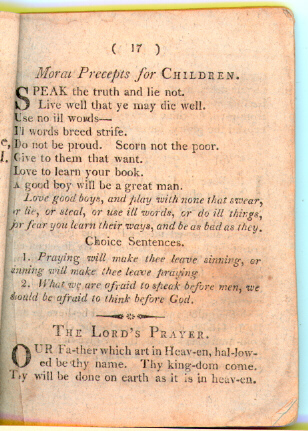 ( 17 )
Moral Precepts for CHILDREN.
SPEAK the truth and lie not.
Live well that ye may die well.
Use no ill words—
Ill words breed strife.
e, Do not be proud. Scorn not the poor.
l. Give to them that want.
Love to learn your book.
A good boy will be a great man.
Love good boys, and play with none that swear,
or lie, or steal, or use ill words, or do ill things,
for fear you learn their ways, and be as bad as they.
Choice Sentences.
1. Praying will make thee leave sinning, or
sinning will make thee leave praying
2. What we are afraid to speak before men, we
should be afraid to think before God.
THE LORD'S PRAYER.
OUR Fa-ther which art in Heav-en, hal-low-
ed be thy name. Thy king-dom come.
Thy will be done on earth as it is in heav-en.